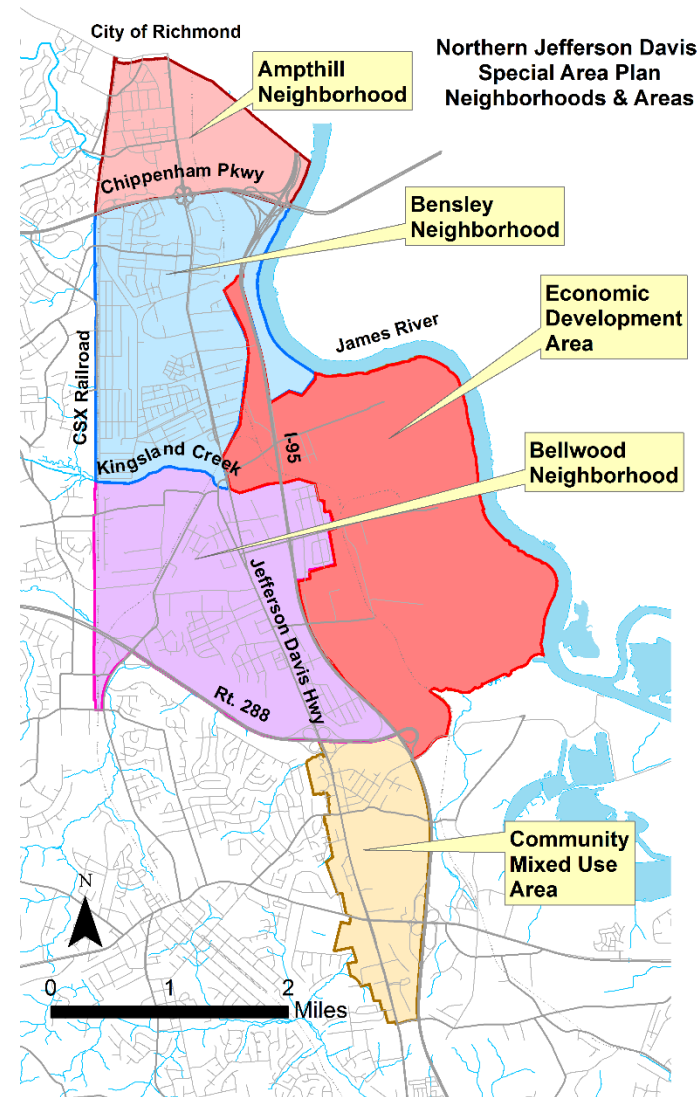 City of Richmond
Northern Jefferson Davis
Special Area Plan
Neighborhoods & Areas
Ampthill
Neighborhood
Chippenham Pkwy
Bensley
Neighborhood
Economic
Development
Area
James River
CSX Railroad
Kingsland Creek
I-95
Bellwood
Neighborhood
Jefferson Davis Hwy
Rt. 288
Community
Mixed Use
Area
N
0 1 2
Miles